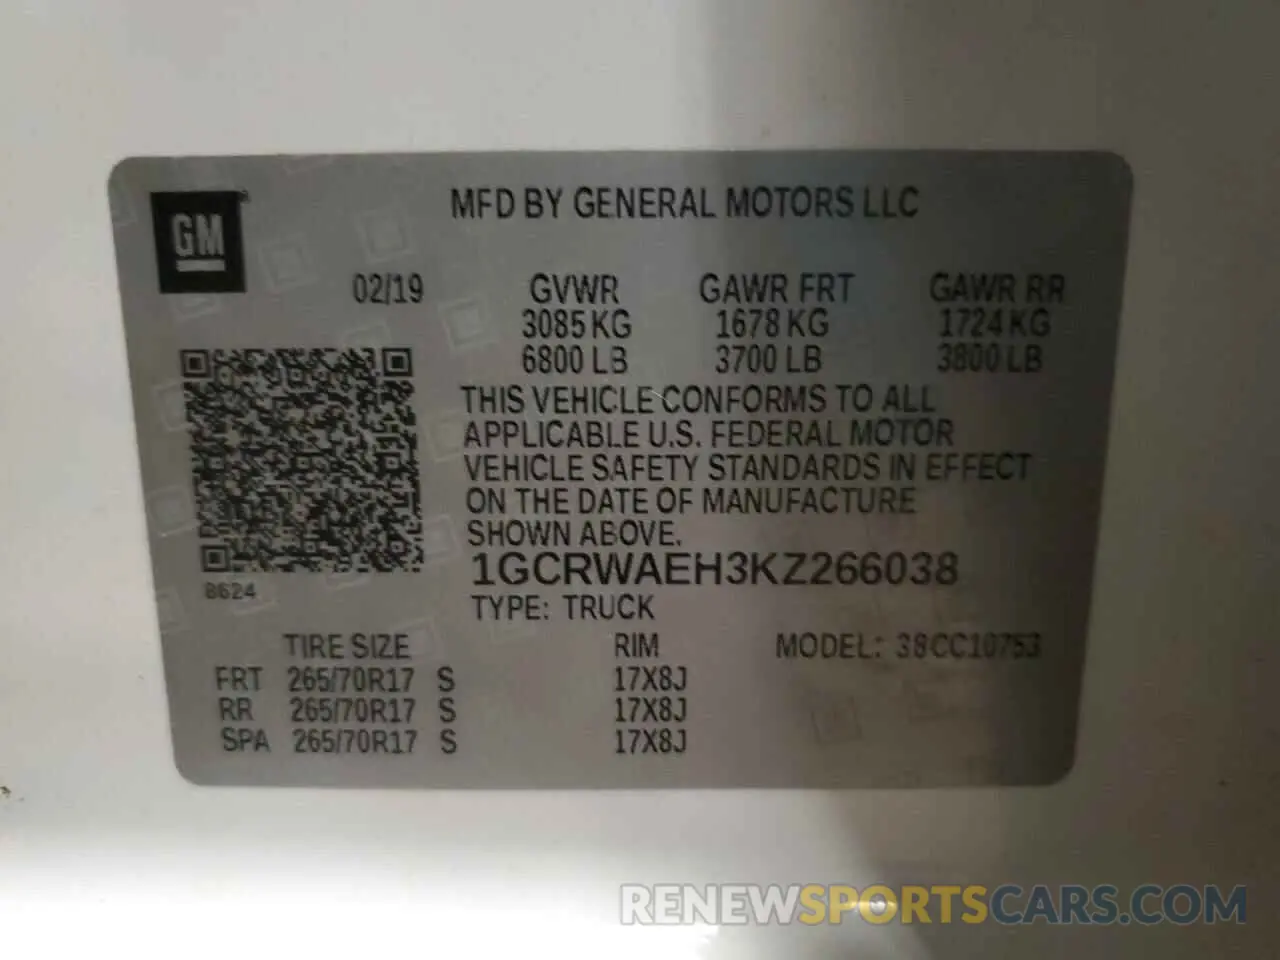 MFD BY GENERAL MOTORS LLC
GM
02/19 GVWR GAWR FRT GAWR RR
3085 KG 1678 KG 1724 KG
6800 LB 3700 LB 3800 LB
THIS VEHICLE CONFORMS TO ALL
APPLICABLE U.S. FEDERAL MOTOR
VEHICLE SAFETY STANDARDS IN EFFECT
ON THE DATE OF MANUFACTURE
SHOWN ABOVE.
1GCRWAEH3KZ266038
8624
TYPE: TRUCK
TIRE SIZE RIM MODEL: 38CC10753
FRT 265/70R17 S 17X8J
RR 265/70R17 S 17X8J
SPA 265/70R17 S 17X8J
RENEWSPORTSCARS.COM